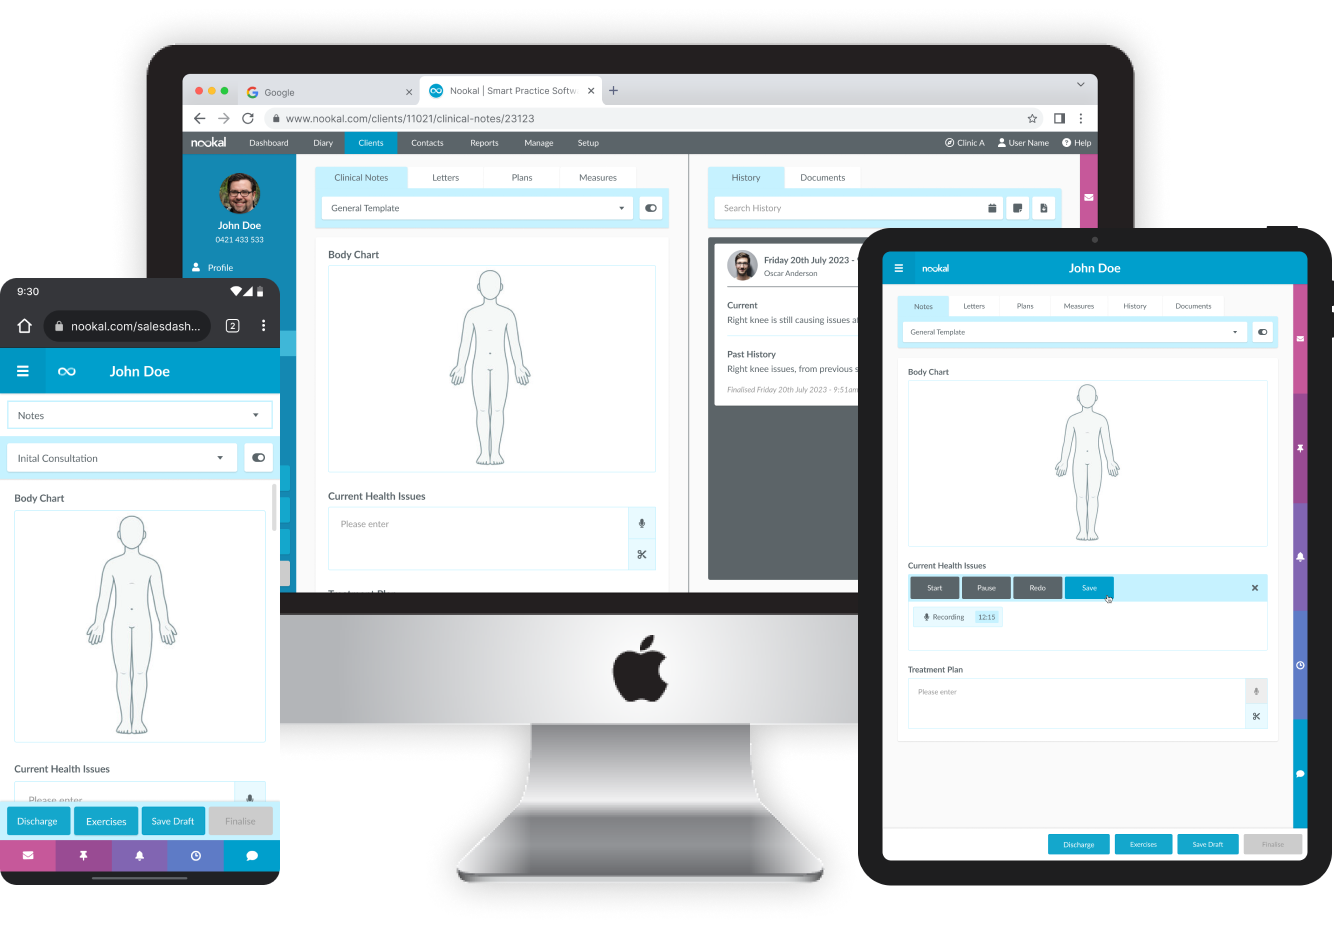 Google
Nookal | Smart Practice Softw
www.nookal.com/clients/11021/clinical-notes/23123
nookal
Dashboard
Diary
Clients
Contacts
Reports
Manage
Setup
Clinic A
User Name
Help
John Doe
0421 433 533
Profile
Clinical Notes
Letters
Plans
Measures
General Template
Body Chart
Current Health Issues
Please enter
History
Documents
Search History
Friday 20th July 2023 -
Oscar Anderson
Current
Right knee is still causing issues a
Past History
Right knee issues, from previous s
Finalised Friday 20th July 2023 - 9:51am
9:30
nookal.com/salesdash...
2
John Doe
Notes
Inital Consultation
Body Chart
Current Health Issues
Please enter
Discharge
Exercises
Save Draft
Finalise
nookal
John Doe
Notes
Letters
Plans
Measures
History
Documents
General Template
Body Chart
Current Health Issues
Start
Pause
Redo
Save
Recording
12:15
Treatment Plan
Please enter
Discharge
Exercises
Save Draft
Finalise